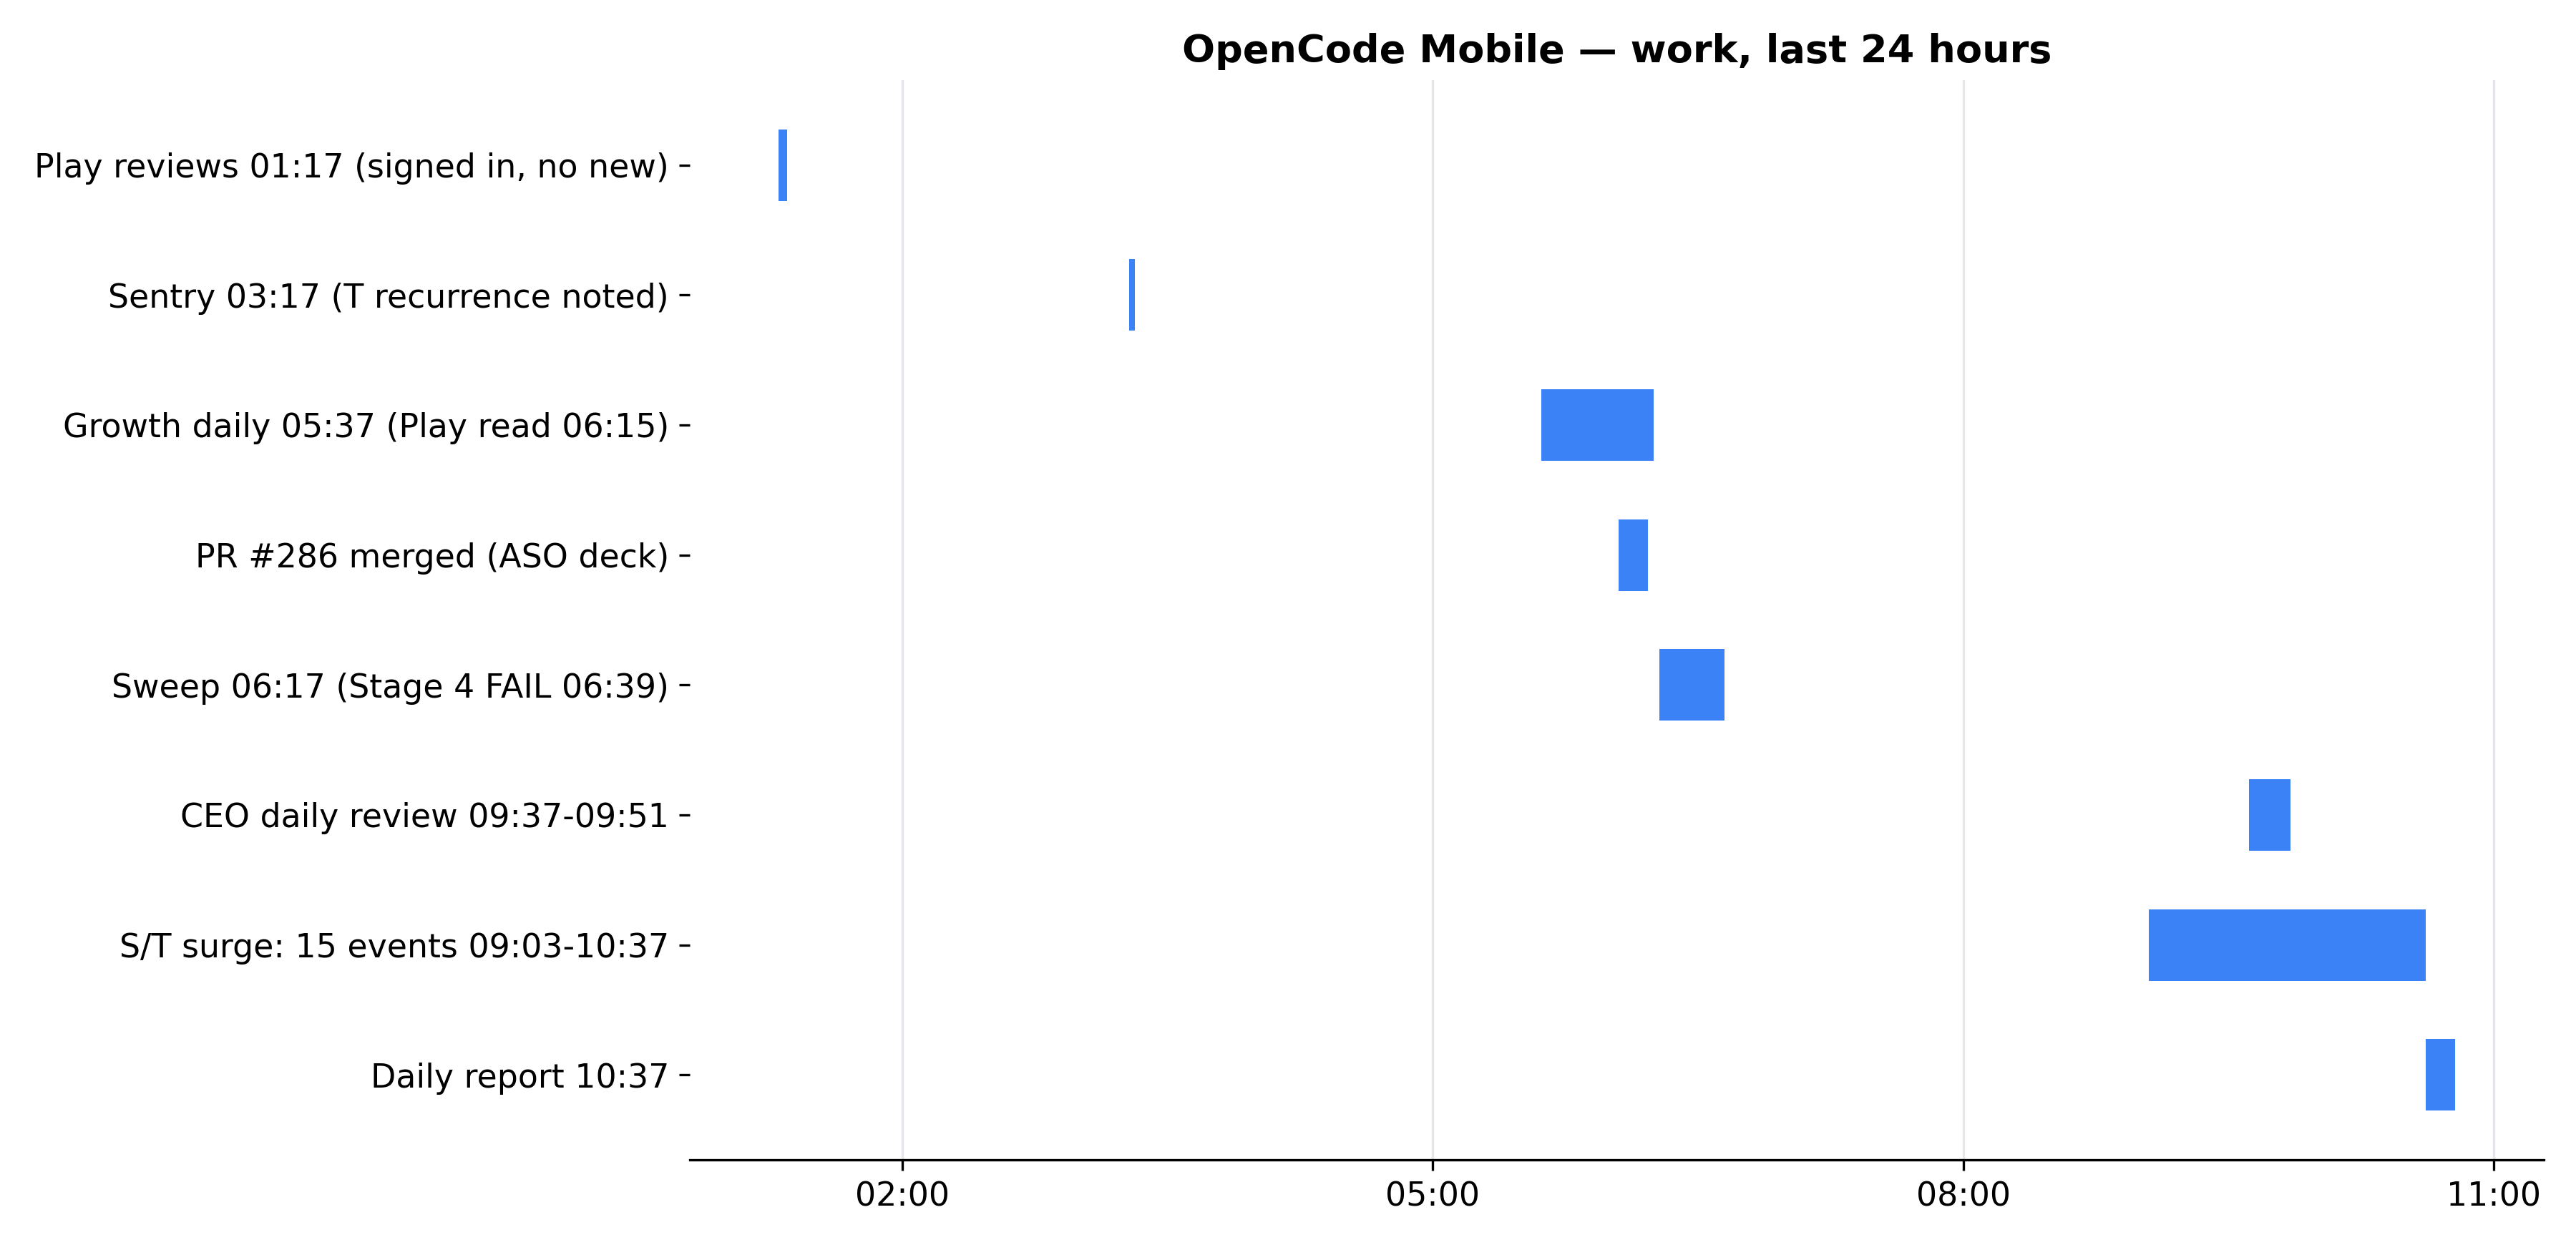 OpenCode Mobile — work, last 24 hours
Play reviews 01:17 (signed in, no new)
Sentry 03:17 (T recurrence noted)
Growth daily 05:37 (Play read 06:15)
PR #286 merged (ASO deck)
Sweep 06:17 (Stage 4 FAIL 06:39)
CEO daily review 09:37-09:51
S/T surge: 15 events 09:03-10:37
Daily report 10:37
02:00 05:00 08:00 11:00